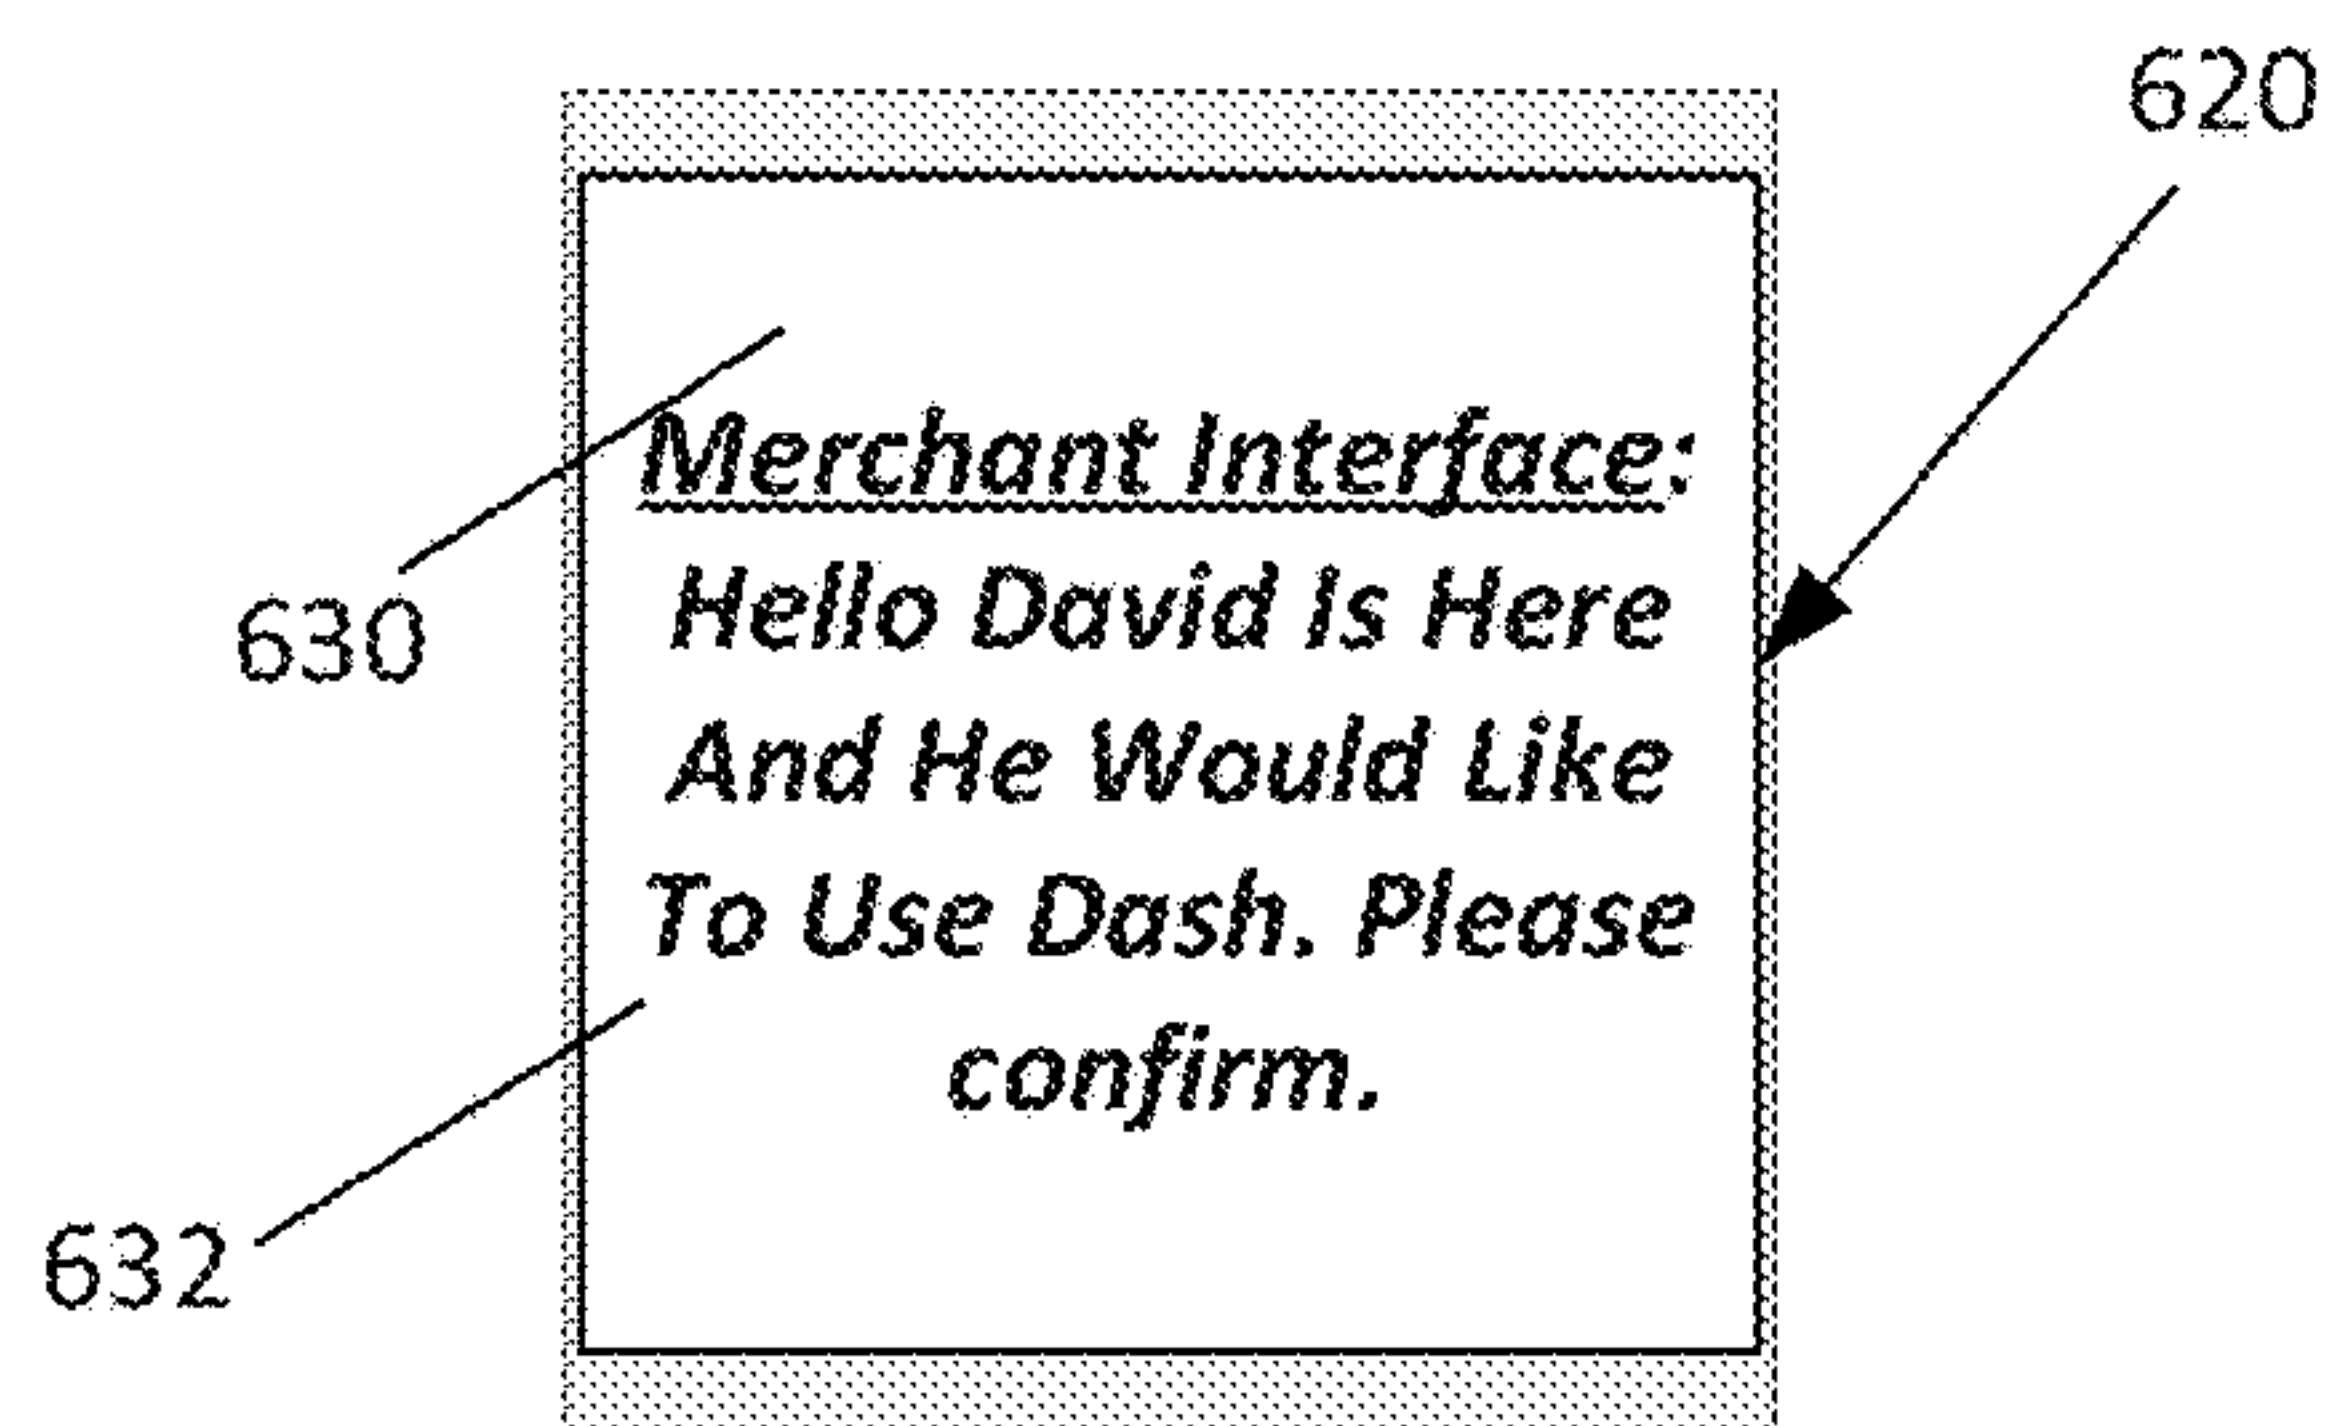 620
Merchant Interface:
Hello David Is Here
630
And He Would Like
To Use Dash. Please
confirm.
632